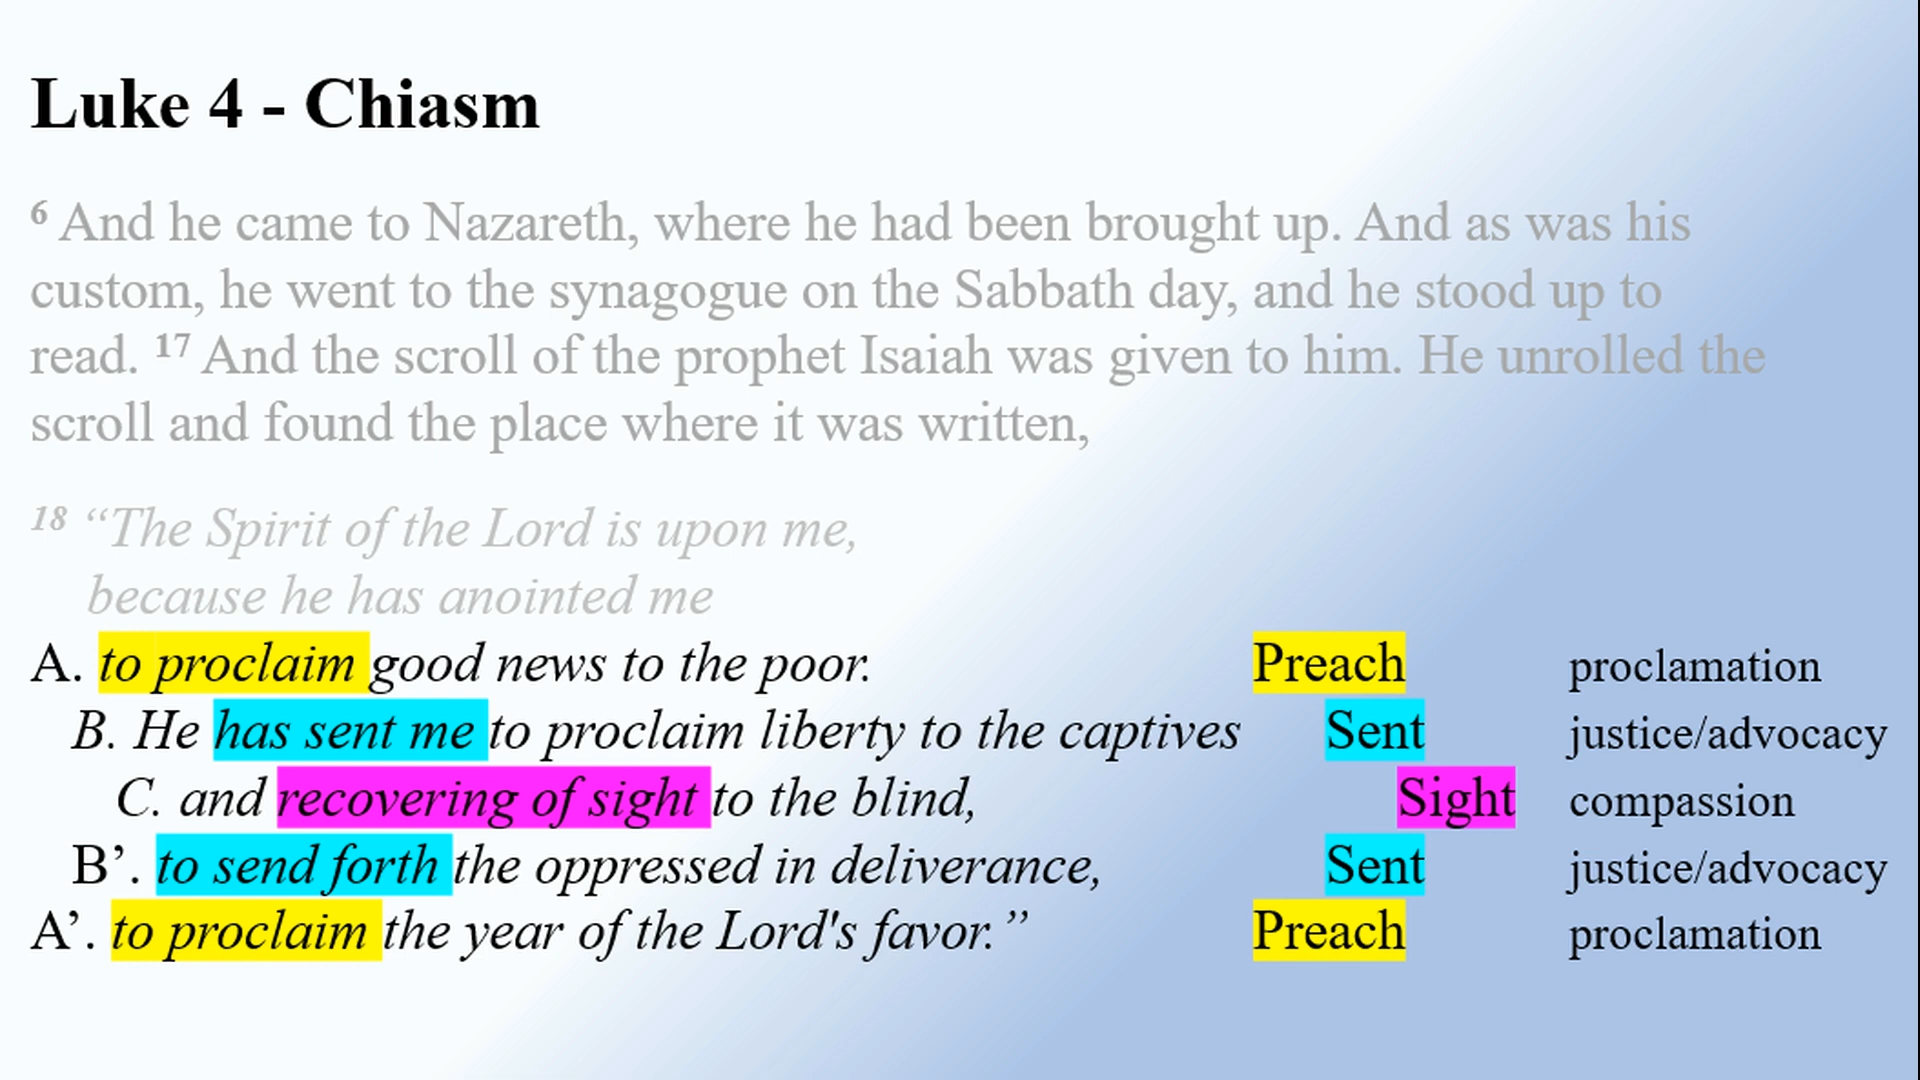 Luke 4 - Chiasm
6 And he came to Nazareth, where he had been brought up. And as was his
custom, he went to the synagogue on the Sabbath day, and he stood up to
read. 17 And the scroll of the prophet Isaiah was given to him. He unrolled the
scroll and found the place where it was written,
18 “The Spirit of the Lord is upon me,
because he has anointed me
A. to proclaim good news to the poor. Preach proclamation
B. He has sent me to proclaim liberty to the captives Sent justice/advocacy
C. and recovering of sight to the blind, Sight compassion
B’. to send forth the oppressed in deliverance, Sent justice/advocacy
A’. to proclaim the year of the Lord's favor.” Preach proclamation